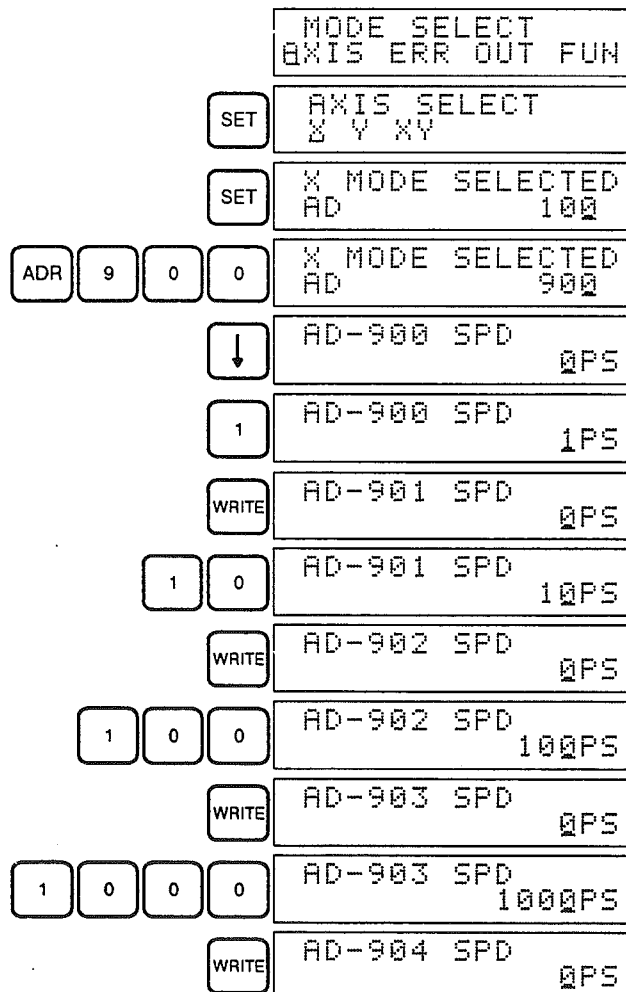 MODE SELECT
AXIS ERR OUT FUN
SET
AXIS SELECT
X Y XY
SET
X MODE SELECTED
AD 100
ADR 9 0 0
X MODE SELECTED
AD 900
↓
AD-900 SPD
0PS
1
AD-900 SPD
1PS
WRITE
AD-901 SPD
0PS
1 0
AD-901 SPD
10PS
WRITE
AD-902 SPD
0PS
1 0 0
AD-902 SPD
100PS
WRITE
AD-903 SPD
0PS
1 0 0 0
AD-903 SPD
1000PS
WRITE
AD-904 SPD
0PS